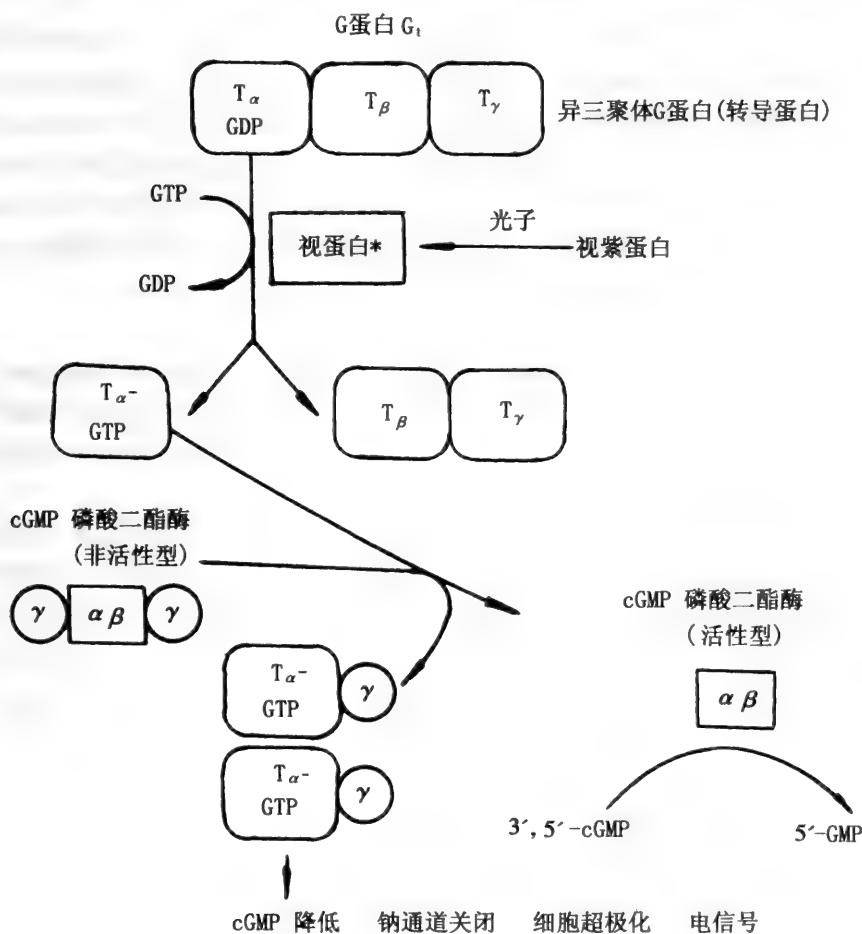 G蛋白 Gt
Tα
GDP
Tβ
Tγ
异三聚体G蛋白(转导蛋白)
GTP
GDP
视蛋白*
光子
视紫蛋白
Tα-
GTP
Tβ
Tγ
cGMP 磷酸二酯酶
(非活性型)
γ
α β
γ
cGMP 磷酸二酯酶
(活性型)
α β
Tα-
GTP
γ
Tα-
GTP
γ
3′,5′-cGMP
5′-GMP
cGMP 降低 钠通道关闭 细胞超极化 电信号